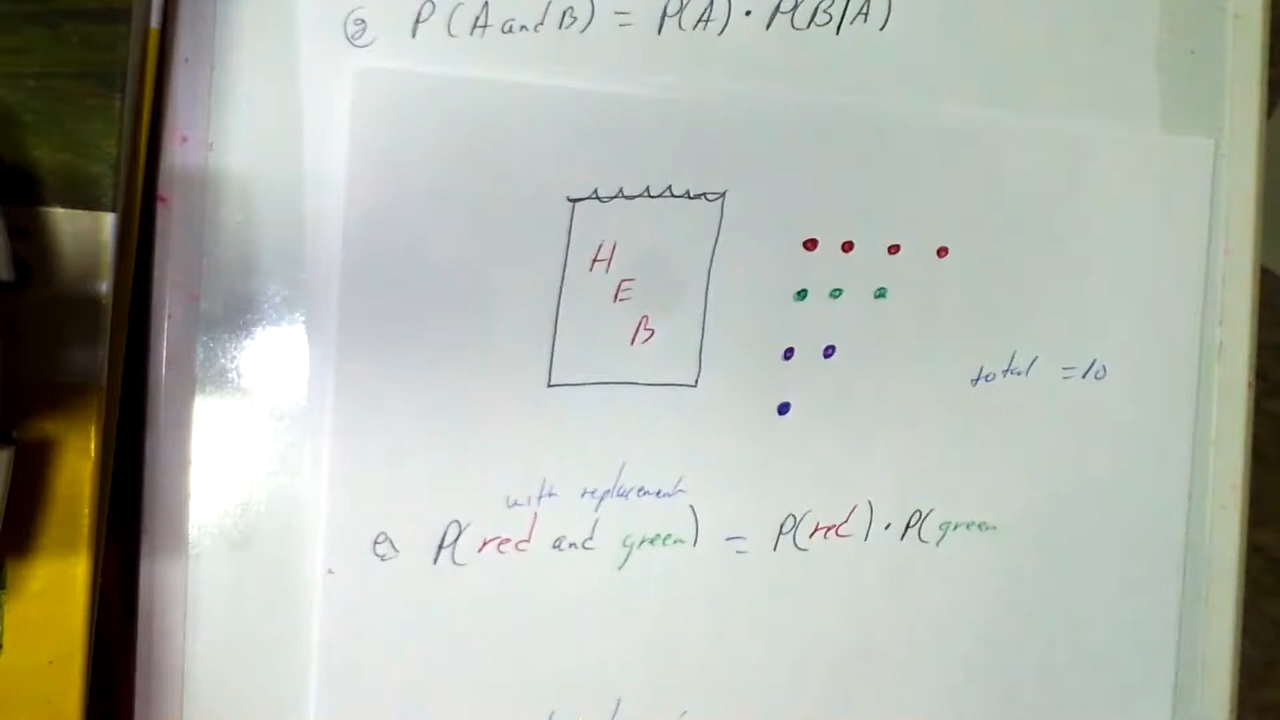 ② P(A and B) = P(A) · P(B/A)
H
E
B
total = 10
with replacement
P(red and green) = P(red) · P(green